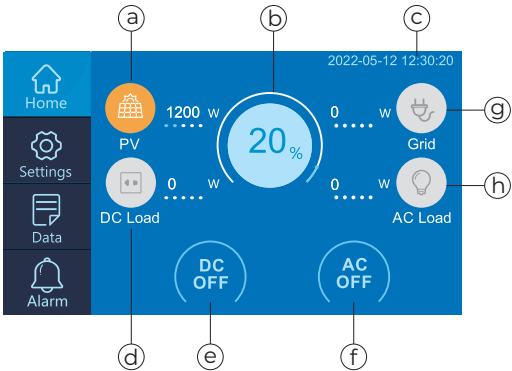 a
b
c
2022-05-12 12:30:20
Home
1200 W
0 W
20%
g
PV
Grid
Settings
0 W
0 W
h
DC Load
AC Load
Data
DC
OFF
AC
OFF
Alarm
d
e
f